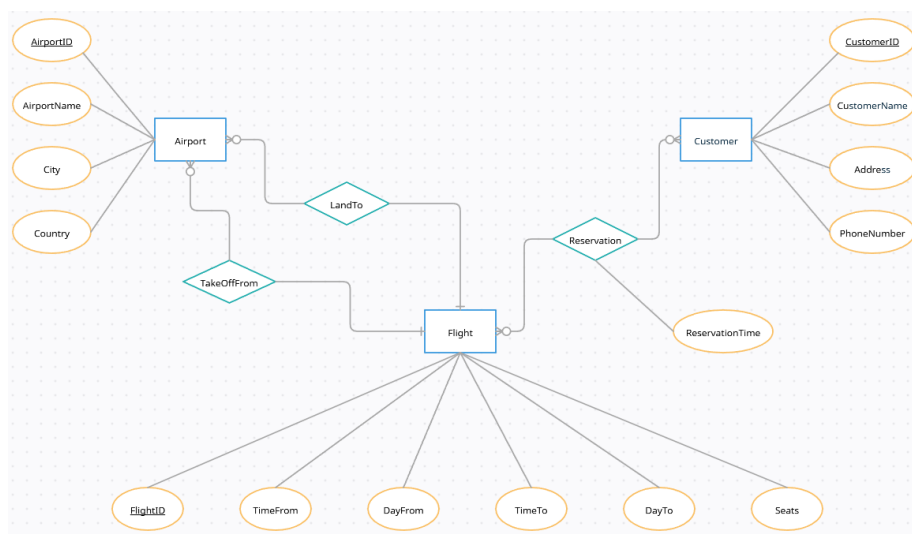 AirportID
CustomerID
AirportName
CustomerName
Airport
Customer
City
Address
LandTo
Country
Reservation
PhoneNumber
TakeOffFrom
Flight
ReservationTime
FlightID
TimeFrom
DayFrom
TimeTo
DayTo
Seats